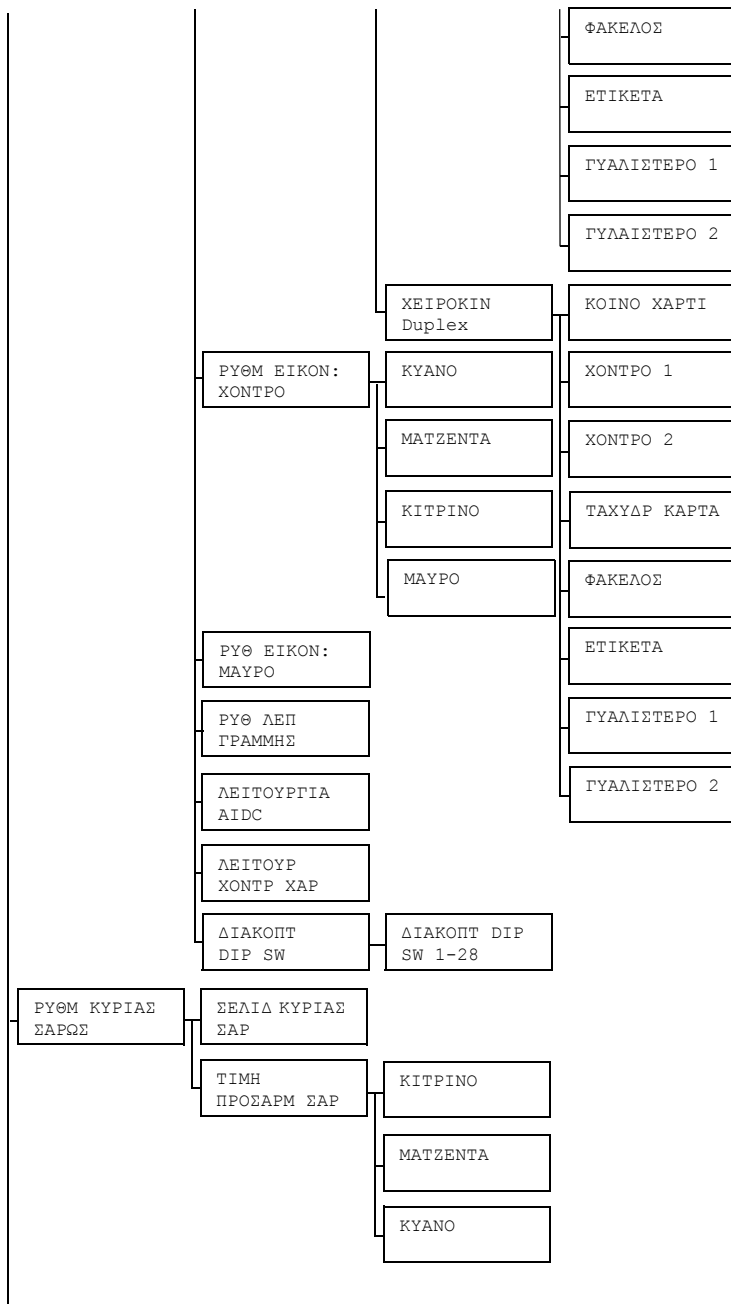 ΦΑΚΕΛΟΣ
ΕΤΙΚΕΤΑ
ΓΥΑΛΙΣΤΕΡΟ 1
ΓΥΛΑΙΣΤΕΡΟ 2
ΧΕΙΡΟΚΙΝ
Duplex
ΚΟΙΝΟ ΧΑΡΤΙ
ΡΥΘΜ ΕΙΚΟΝ:
ΧΟΝΤΡΟ
ΚΥΑΝΟ
ΧΟΝΤΡΟ 1
ΜΑΤΖΕΝΤΑ
ΧΟΝΤΡΟ 2
ΚΙΤΡΙΝΟ
ΤΑΧΥΔΡ ΚΑΡΤΑ
ΜΑΥΡΟ
ΦΑΚΕΛΟΣ
ΡΥΘ ΕΙΚΟΝ:
ΜΑΥΡΟ
ΕΤΙΚΕΤΑ
ΡΥΘ ΛΕΠ
ΓΡΑΜΜΗΣ
ΓΥΑΛΙΣΤΕΡΟ 1
ΛΕΙΤΟΥΡΓΙΑ
AIDC
ΓΥΑΛΙΣΤΕΡΟ 2
ΛΕΙΤΟΥΡ
ΧΟΝΤΡ ΧΑΡ
ΔΙΑΚΟΠΤ
DIP SW
ΔΙΑΚΟΠΤ DIP
SW 1-28
ΡΥΘΜ ΚΥΡΙΑΣ
ΣΑΡΩΣ
ΣΕΛΙΔ ΚΥΡΙΑΣ
ΣΑΡ
ΤΙΜΗ
ΠΡΟΣΑΡΜ ΣΑΡ
ΚΙΤΡΙΝΟ
ΜΑΤΖΕΝΤΑ
ΚΥΑΝΟ